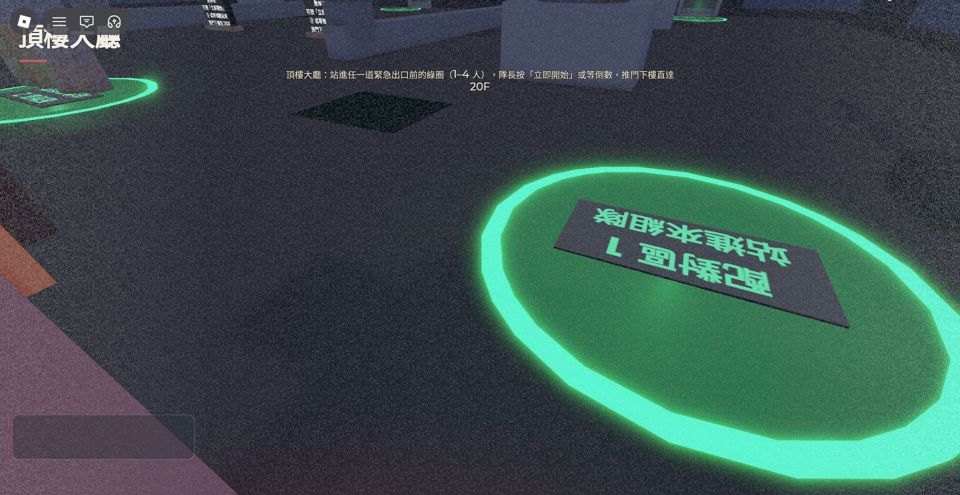 頂樓大廳
頂樓大廳：站進任一道緊急出口前的綠圈（1–4 人），隊長按「立即開始」或等倒數，推門下樓直達
20F
配對區 1
站進來組隊